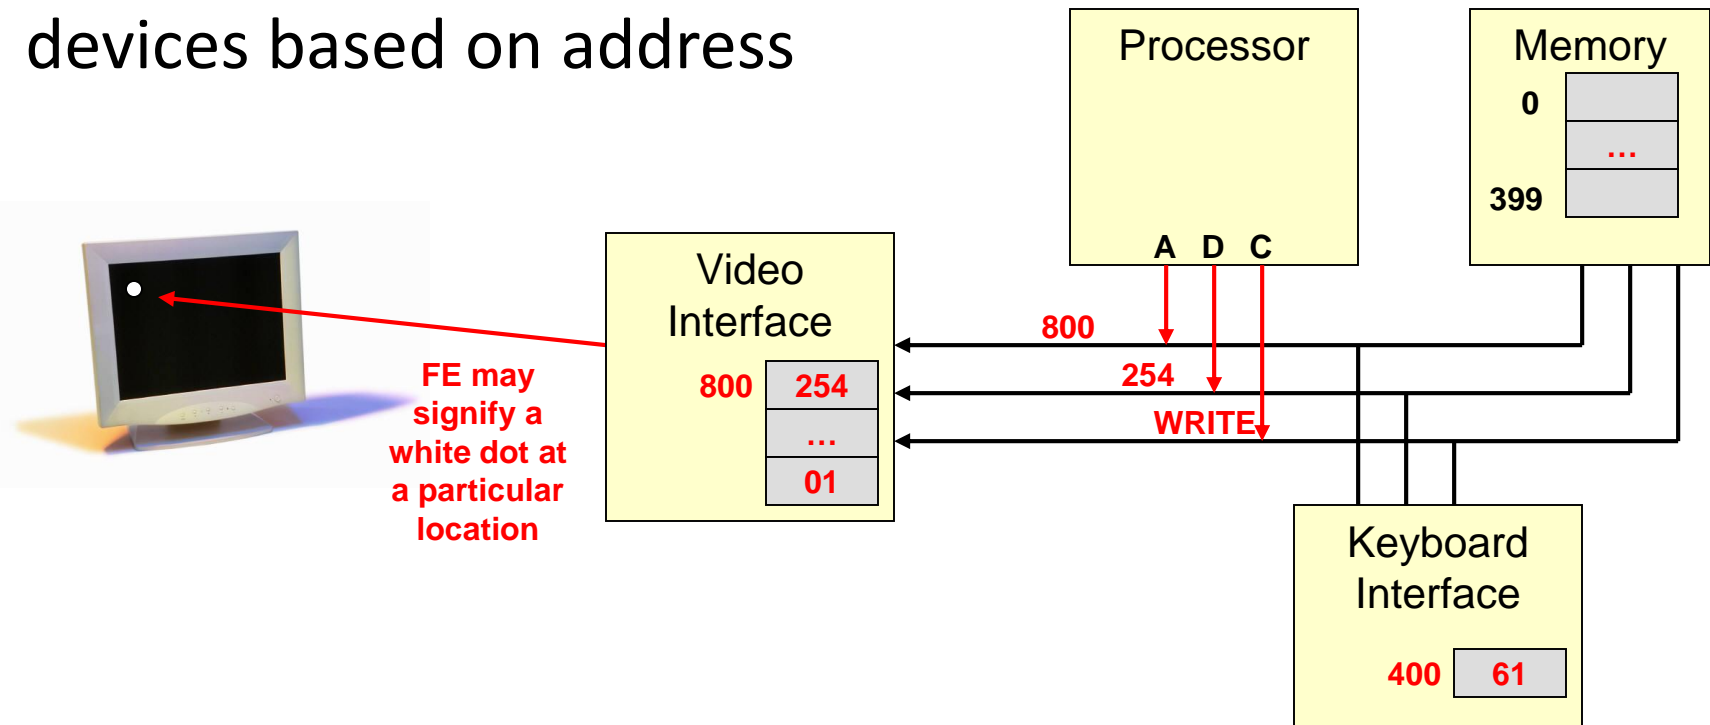 devices based on address
Processor
A D C
Memory
0
…
399
Video
Interface
800 254
…
01
800
254
WRITE
FE may
signify a
white dot at
a particular
location
Keyboard
Interface
400 61